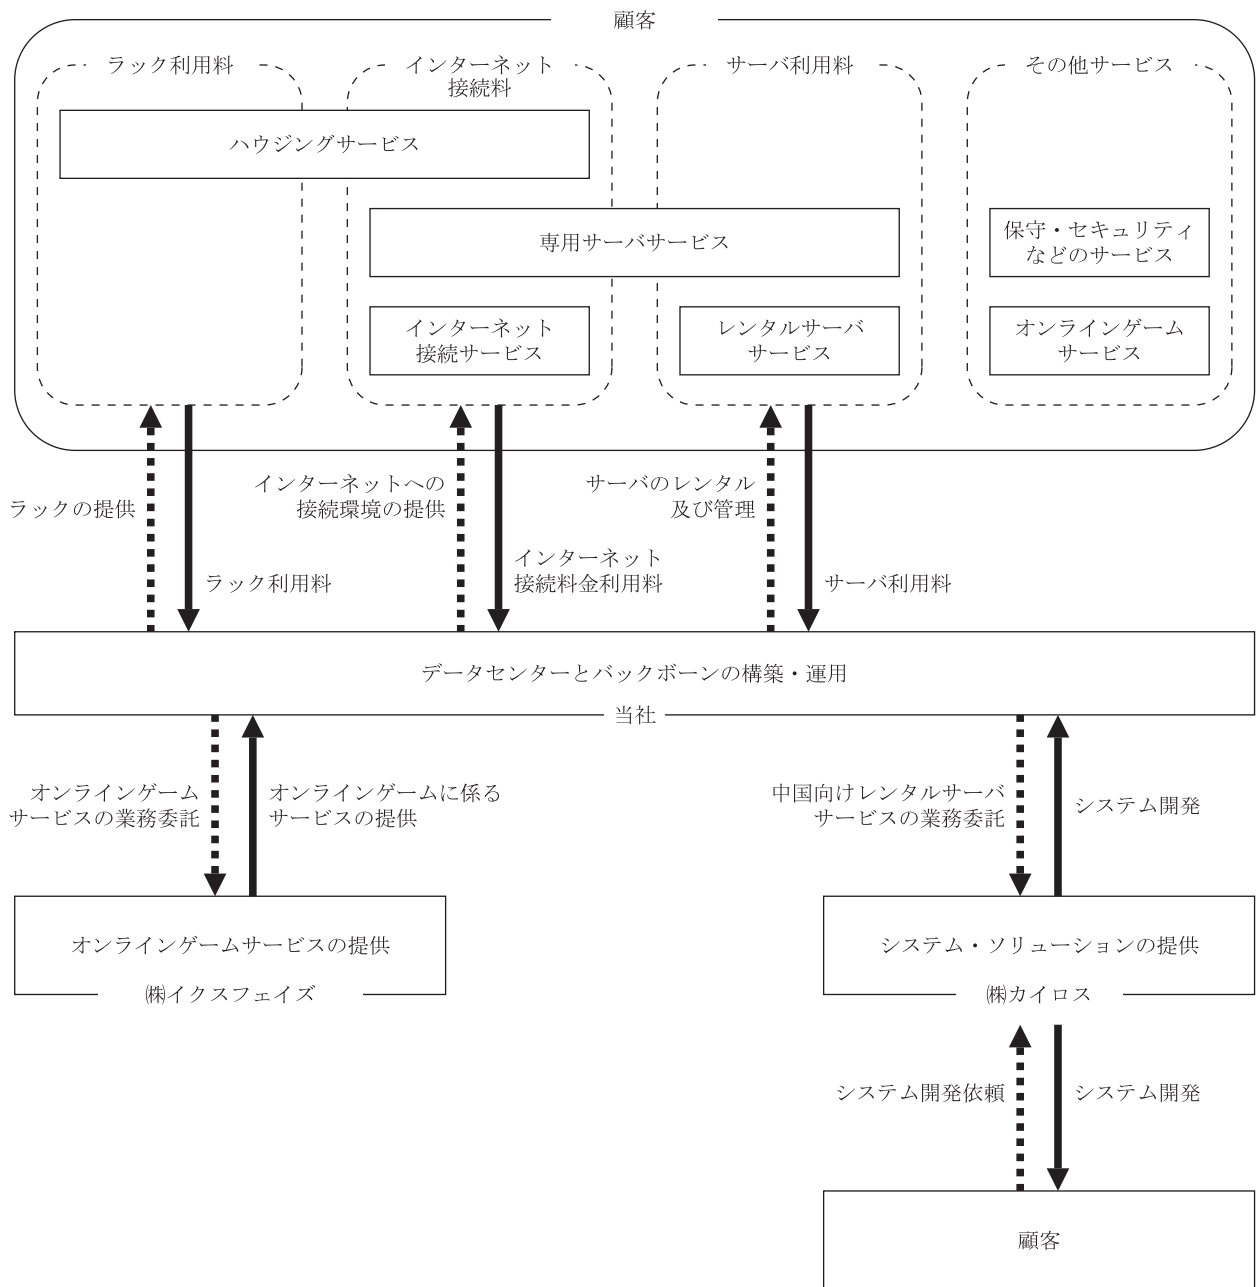 顧客
ラック利用料
インターネット
接続料
サーバ利用料
その他サービス
ハウジングサービス
専用サーバサービス
保守・セキュリティ
などのサービス
インターネット
接続サービス
レンタルサーバ
サービス
オンラインゲーム
サービス
ラックの提供
ラック利用料
インターネットへの
接続環境の提供
インターネット
接続料金利用料
サーバのレンタル
及び管理
サーバ利用料
データセンターとバックボーンの構築・運用
当社
オンラインゲーム
サービスの業務委託
オンラインゲームに係る
サービスの提供
中国向けレンタルサーバ
サービスの業務委託
システム開発
オンラインゲームサービスの提供
㈱イクスフェイズ
システム・ソリューションの提供
㈱カイロス
システム開発依頼
システム開発
顧客